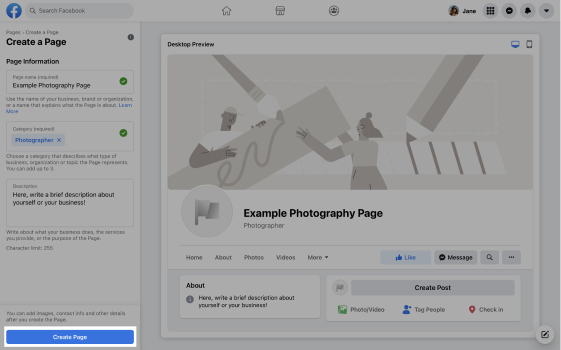 Search Facebook
Jane
Pages › Create a Page
Create a Page
Page Information
Page name (required)
Example Photography Page
Use the name of your business, brand or organization,
or a name that explains what the Page is about. Learn
More
Category (required)
Photographer ×
Choose a category that describes what type of
business, organization or topic the Page represents.
You can add up to 3.
Description
Here, write a brief description about
yourself or your business!
Write about what your business does, the services
you provide, or the purpose of the Page.
Character limit: 255
You can add images, contact info and other details
after you create the Page.
Create Page
Desktop Preview
Example Photography Page
Photographer
Home About Photos Videos More
Like Message
About
Here, write a brief description about
yourself or your business!
Create Post
Photo/Video Tag People Check in